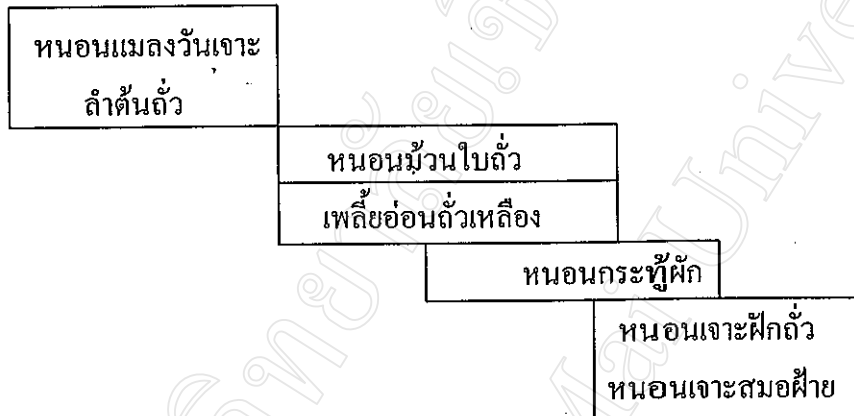 หนอนแมลงวันเจาะ
ลำต้นถั่ว
หนอนม้วนใบถั่ว
เพลี้ยอ่อนถั่วเหลือง
หนอนกระทู้ผัก
หนอนเจาะฝักถั่ว
หนอนเจาะสมอฝ้าย